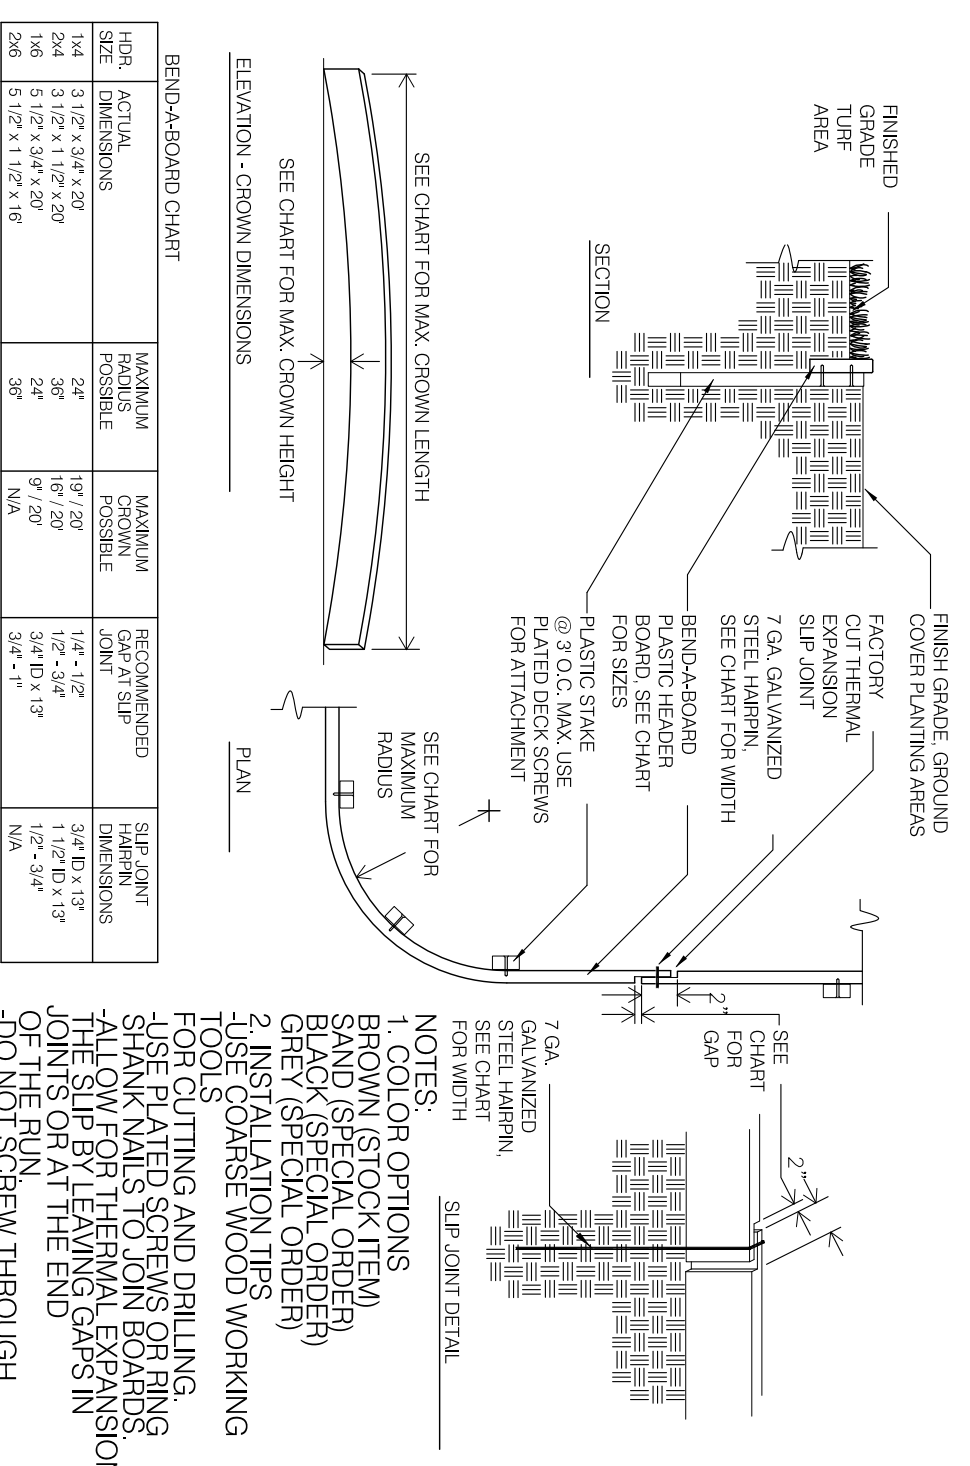 FINISHED
GRADE
TURF
AREA
SECTION
FINISH GRADE, GROUND
COVER PLANTING AREAS
FACTORY
CUT THERMAL
EXPANSION
SLIP JOINT
7 GA. GALVANIZED
STEEL HAIRPIN,
SEE CHART FOR WIDTH
BEND-A-BOARD
PLASTIC HEADER
BOARD, SEE CHART
FOR SIZES
PLASTIC STAKE
@ 3' O.C. MAX. USE
PLATED DECK SCREWS
FOR ATTACHMENT
SEE CHART FOR MAX. CROWN LENGTH
SEE CHART FOR MAX. CROWN HEIGHT
ELEVATION - CROWN DIMENSIONS
SEE CHART FOR
MAXIMUM
RADIUS
PLAN
2"
SEE
CHART
FOR
GAP
2"
7 GA.
GALVANIZED
STEEL HAIRPIN,
SEE CHART
FOR WIDTH
SLIP JOINT DETAIL
BEND-A-BOARD CHART
HDR. SIZE ACTUAL DIMENSIONS MAXIMUM RADIUS POSSIBLE MAXIMUM CROWN POSSIBLE RECOMMENDED GAP AT SLIP JOINT SLIP JOINT HAIRPIN DIMENSIONS
1x4 3 1/2" x 3/4" x 20' 24" 19" / 20' 1/4" - 1/2" 3/4" ID x 13"
2x4 3 1/2" x 1 1/2" x 20' 36" 16" / 20' 1/2" - 3/4" 1 1/2" ID x 13"
1x6 5 1/2" x 3/4" x 20' 24" 9" / 20' 3/4" ID x 13" 1/2" - 3/4"
2x6 5 1/2" x 1 1/2" x 16' 36" N/A 3/4" - 1" N/A
NOTES:
1. COLOR OPTIONS
BROWN (STOCK ITEM)
SAND (SPECIAL ORDER)
BLACK (SPECIAL ORDER)
GREY (SPECIAL ORDER)
2. INSTALLATION TIPS
-USE COARSE WOOD WORKING
TOOLS
FOR CUTTING AND DRILLING.
-USE PLATED SCREWS OR RING
SHANK NAILS TO JOIN BOARDS.
-ALLOW FOR THERMAL EXPANSION
THE SLIP BY LEAVING GAPS IN
JOINTS OR AT THE END
OF THE RUN.
-DO NOT SCREW THROUGH